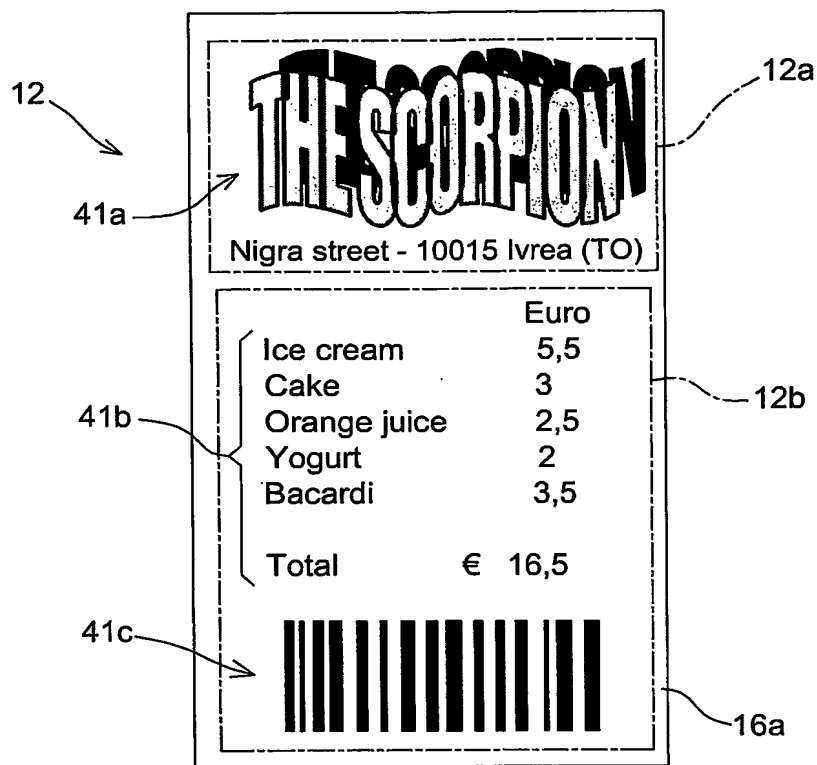 12
12a
THE SCORPION
41a
Nigra street - 10015 Ivrea (TO)
Euro
Ice cream 5,5
Cake 3
12b
41b
Orange juice 2,5
Yogurt 2
Bacardi 3,5
Total € 16,5
41c
16a